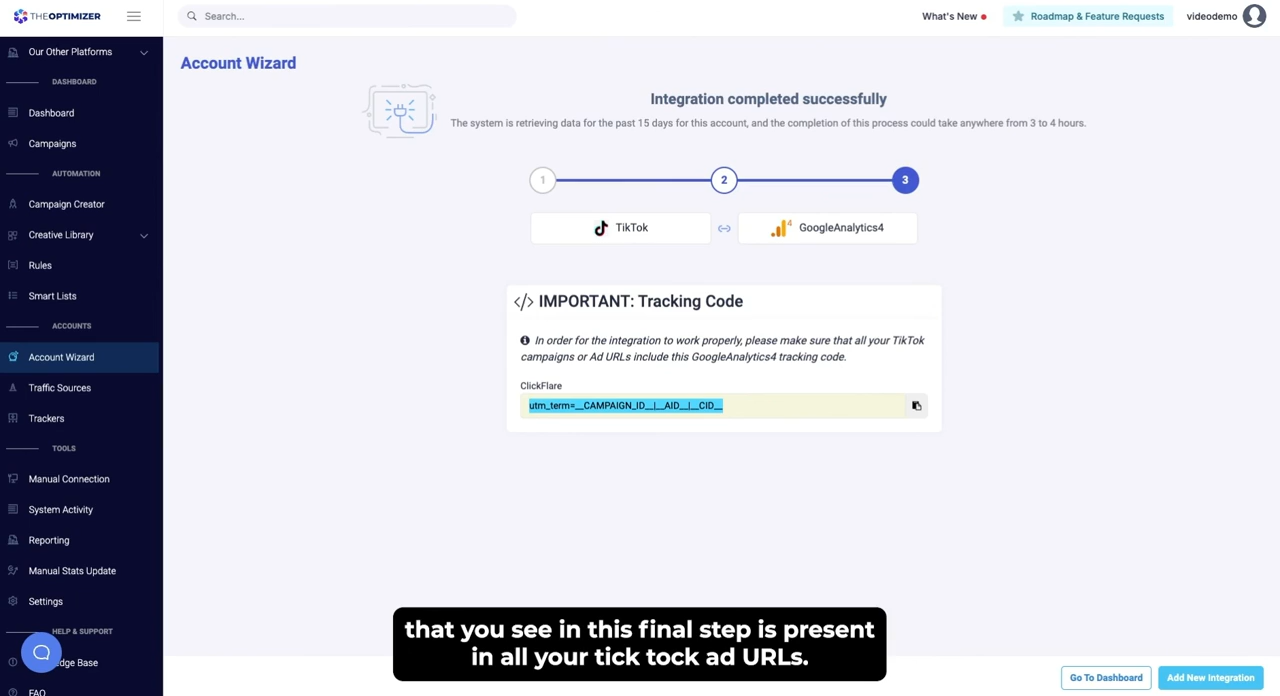 THEOPTIMIZER
Search...
What's New
Roadmap & Feature Requests
videodemo
Our Other Platforms
DASHBOARD
Dashboard
Campaigns
AUTOMATION
Campaign Creator
Creative Library
Rules
Smart Lists
ACCOUNTS
Account Wizard
Traffic Sources
Trackers
TOOLS
Manual Connection
System Activity
Reporting
Manual Stats Update
Settings
HELP & SUPPORT
dge Base
FAQ
Account Wizard
Integration completed successfully
The system is retrieving data for the past 15 days for this account, and the completion of this process could take anywhere from 3 to 4 hours.
1
2
3
TikTok
4
GoogleAnalytics4
</> IMPORTANT: Tracking Code
In order for the integration to work properly, please make sure that all your TikTok
campaigns or Ad URLs include this GoogleAnalytics4 tracking code.
ClickFlare
utm_term=__CAMPAIGN_ID__|__AID__|__CID__
that you see in this final step is present
in all your tick tock ad URLs.
Go To Dashboard
Add New Integration